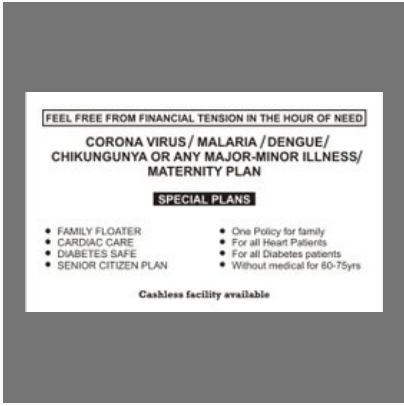 FEEL FREE FROM FINANCIAL TENSION IN THE HOUR OF NEED
CORONA VIRUS / MALARIA / DENGUE/
CHIKUNGUNYA OR ANY MAJOR-MINOR ILLNESS/
MATERNITY PLAN
SPECIAL PLANS
• FAMILY FLOATER • One Policy for family
• CARDIAC CARE • For all Heart Patients
• DIABETES SAFE • For all Diabetes patients
• SENIOR CITIZEN PLAN • Without medical for 60-75yrs
Cashless facility available